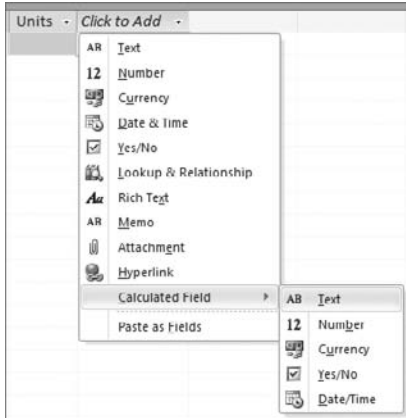 Units Click to Add
AB Text
12 Number
Currency
Date & Time
Yes/No
Lookup & Relationship
Aa Rich Text
AB Memo
Attachment
Hyperlink
Calculated Field
Paste as Fields
AB Text
12 Number
Currency
Yes/No
Date/Time